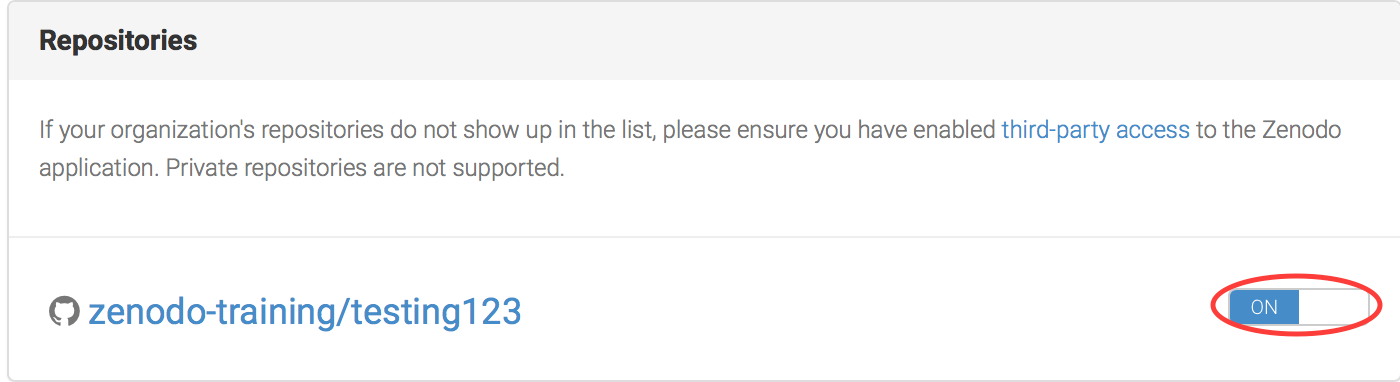 Repositories
If your organization's repositories do not show up in the list, please ensure you have enabled third-party access to the Zenodo
application. Private repositories are not supported.
zenodo-training/testing123
ON